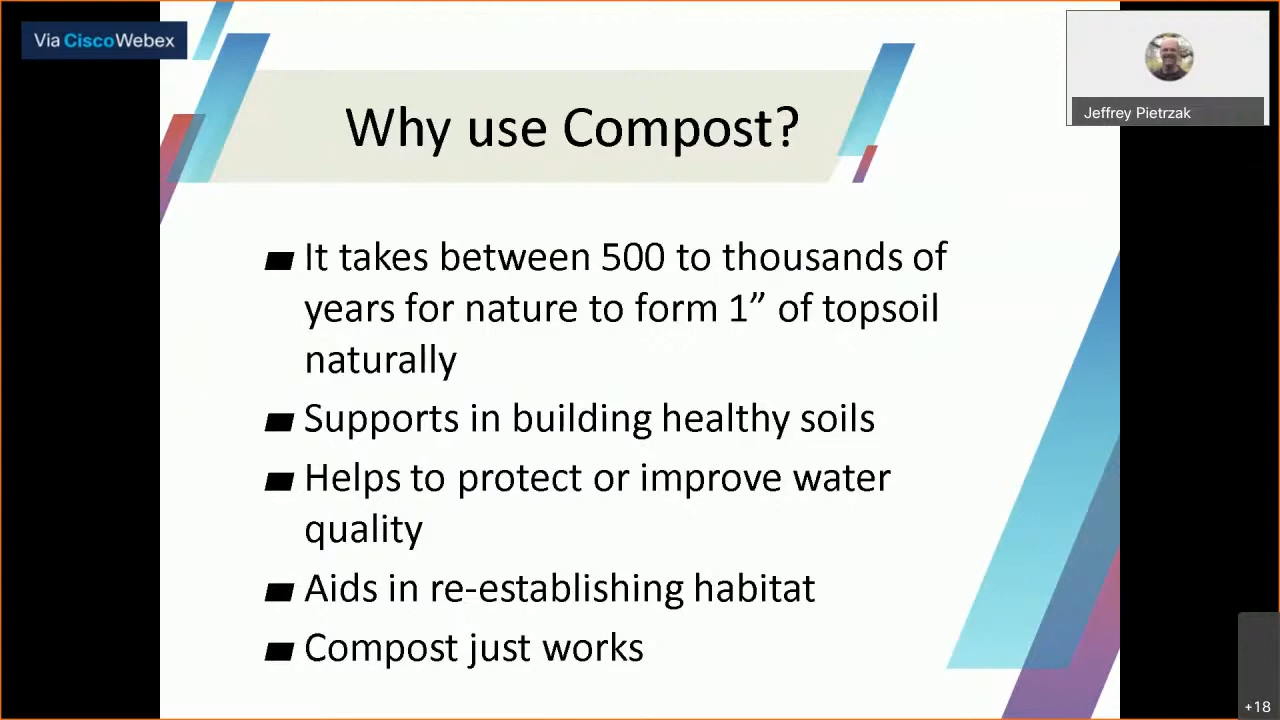 Via CiscoWebex
Jeffrey Pietrzak
Why use Compost?
It takes between 500 to thousands of
years for nature to form 1” of topsoil
naturally
Supports in building healthy soils
Helps to protect or improve water
quality
Aids in re-establishing habitat
Compost just works
+18